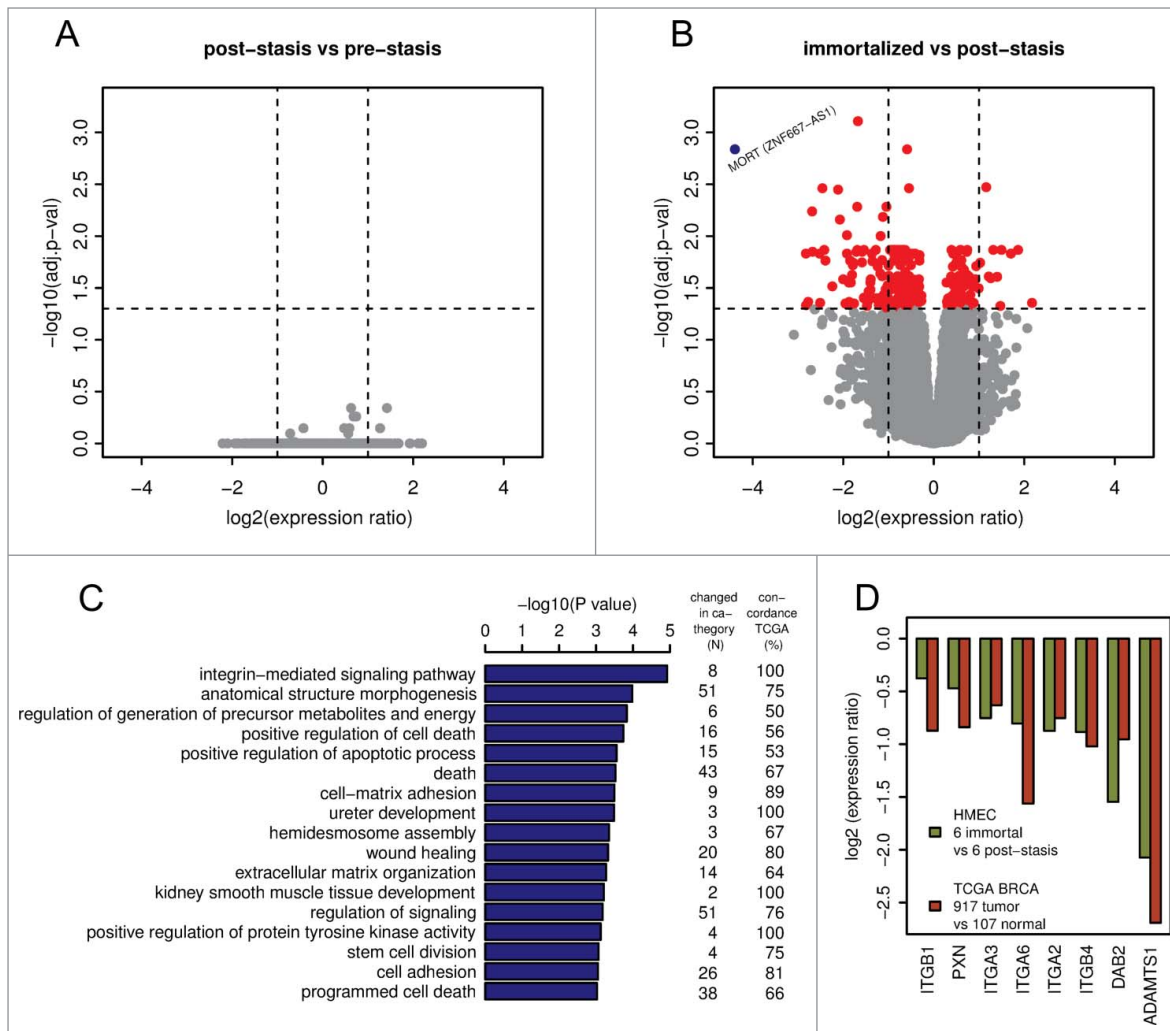 A
post-stasis vs pre-stasis
−log10(adj.p−val)
3.0
2.5
2.0
1.5
1.0
0.5
0.0
−4
−2
0
2
4
log2(expression ratio)
B
immortalized vs post-stasis
MORT (ZNF667−AS1)
−log10(adj.p−val)
3.0
2.5
2.0
1.5
1.0
0.5
0.0
−4
−2
0
2
4
log2(expression ratio)
C
−log10(P value)
0 1 2 3 4 5
changed
in ca-
thegory
(N)
con-
cordance
TCGA
(%)
integrin−mediated signaling pathway 8 100
anatomical structure morphogenesis 51 75
regulation of generation of precursor metabolites and energy 6 50
positive regulation of cell death 16 56
positive regulation of apoptotic process 15 53
death 43 67
cell−matrix adhesion 9 89
ureter development 3 100
hemidesmosome assembly 3 67
wound healing 20 80
extracellular matrix organization 14 64
kidney smooth muscle tissue development 2 100
regulation of signaling 51 76
positive regulation of protein tyrosine kinase activity 4 100
stem cell division 4 75
cell adhesion 26 81
programmed cell death 38 66
D
log2 (expression ratio)
0.0
−0.5
−1.0
−1.5
−2.0
−2.5
HMEC
6 immortal
vs 6 post−stasis
TCGA BRCA
917 tumor
vs 107 normal
ITGB1
PXN
ITGA3
ITGA6
ITGA2
ITGB4
DAB2
ADAMTS1